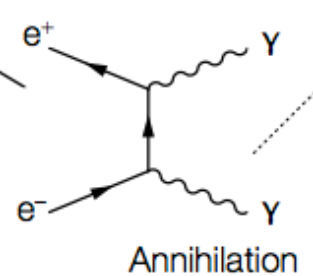 e⁺ γ
e⁻ γ
Annihilation